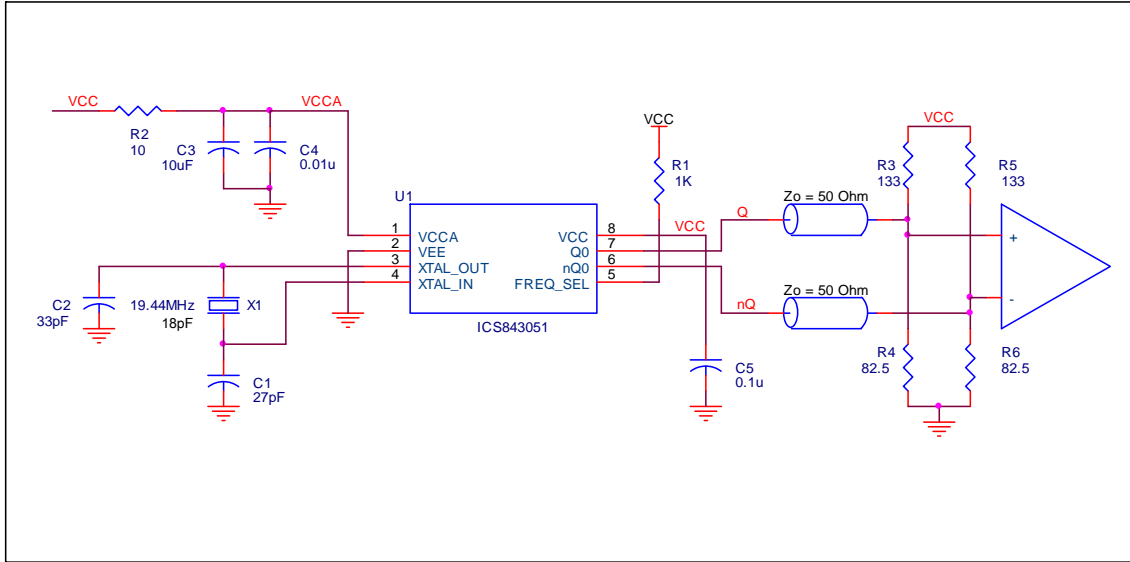 VCC
VCCA
R2
10
C3
10uF
C4
0.01u
VCC
R1
1K
VCC
R3
133
R5
133
U1
Zo = 50 Ohm
Q
1
2
3
4
VCCA
VEE
XTAL_OUT
XTAL_IN
VCC
Q0
nQ0
FREQ_SEL
8
7
6
5
VCC
+
-
C2
33pF
19.44MHz
X1
18pF
ICS843051
nQ
Zo = 50 Ohm
C1
27pF
C5
0.1u
R4
82.5
R6
82.5